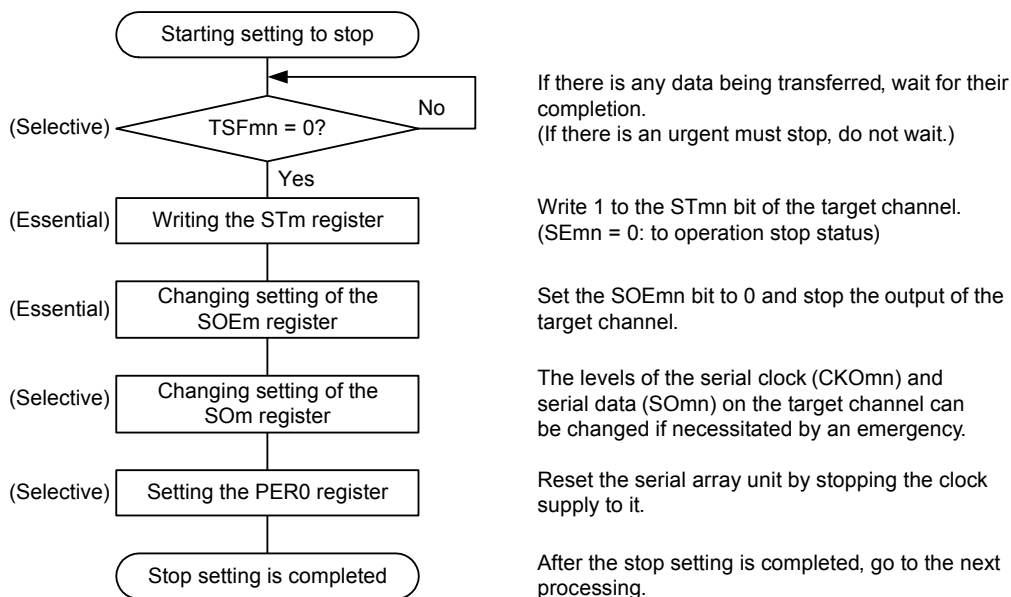 Starting setting to stop
If there is any data being transferred, wait for their
completion.
(If there is an urgent must stop, do not wait.)
(Selective)
TSFmn = 0?
No
Yes
(Essential)
Writing the STm register
Write 1 to the STmn bit of the target channel.
(SEmn = 0: to operation stop status)
(Essential)
Changing setting of the
SOEm register
Set the SOEmn bit to 0 and stop the output of the
target channel.
(Selective)
Changing setting of the
SOm register
The levels of the serial clock (CKOmn) and
serial data (SOmn) on the target channel can
be changed if necessitated by an emergency.
(Selective)
Setting the PER0 register
Reset the serial array unit by stopping the clock
supply to it.
Stop setting is completed
After the stop setting is completed, go to the next
processing.